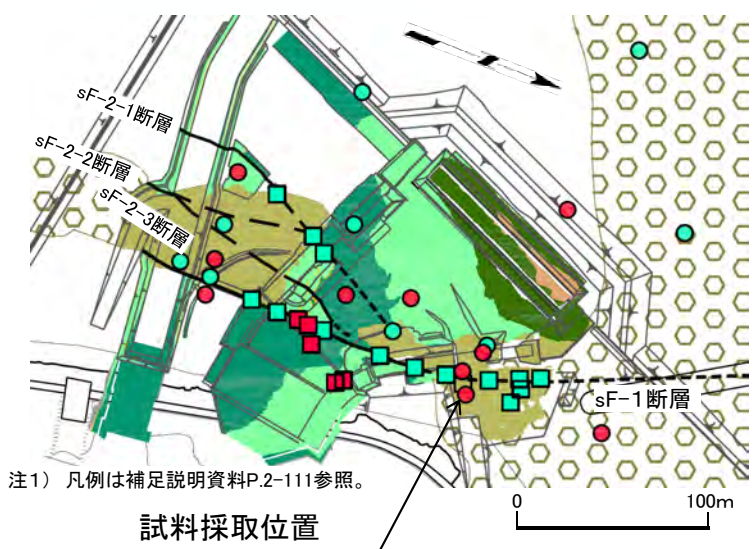 sF-2-1断層
sF-2-2断層
sF-2-3断層
sF-1断層
注1) 凡例は補足説明資料P.2-111参照。
試料採取位置
0 100m